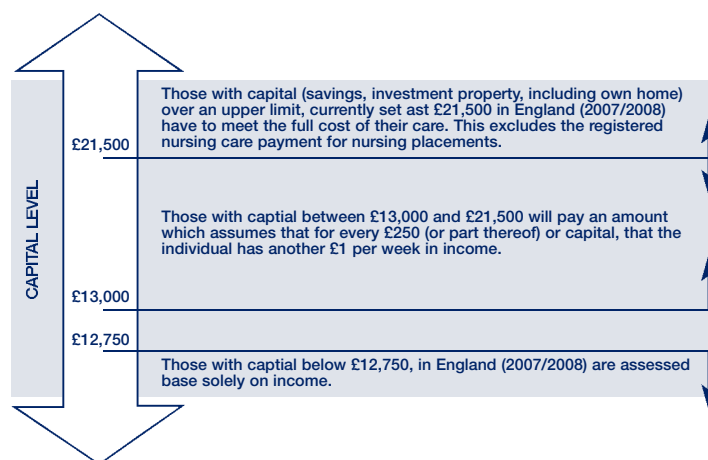 Those with capital (savings, investment property, including own home)
over an upper limit, currently set ast £21,500 in England (2007/2008)
have to meet the full cost of their care. This excludes the registered
nursing care payment for nursing placements.
£21,500
Those with captial between £13,000 and £21,500 will pay an amount
which assumes that for every £250 (or part thereof) or capital, that the
individual has another £1 per week in income.
CAPITAL LEVEL
£13,000
£12,750
Those with captial below £12,750, in England (2007/2008) are assessed
base solely on income.